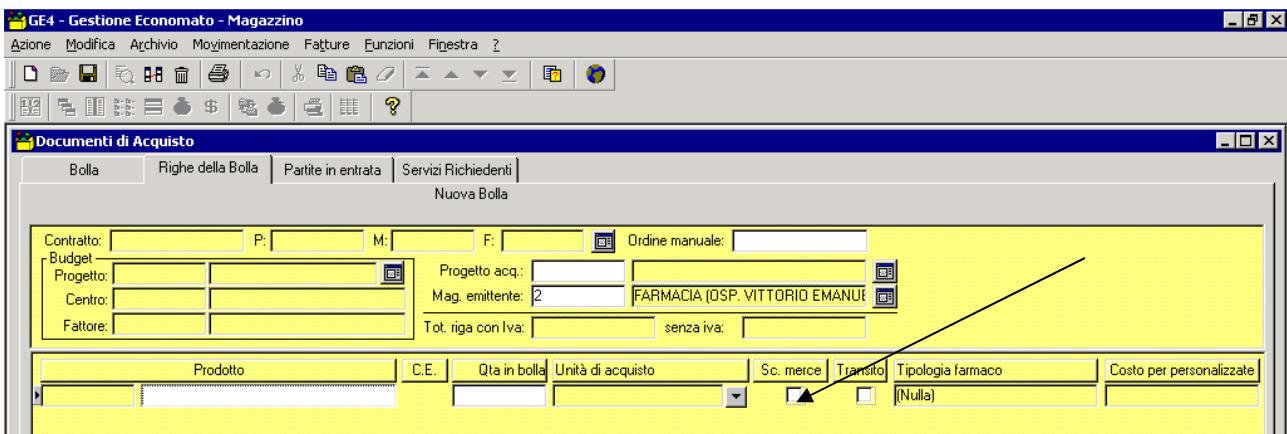 GE4 - Gestione Economato - Magazzino
Azione Modifica Archivio Movimentazione Fatture Funzioni Finestra ?
Documenti di Acquisto
Bolla Righe della Bolla Partite in entrata Servizi Richiedenti
Nuova Bolla
Contratto: P: M: F: Ordine manuale:
Budget
Progetto: Progetto acq.:
Centro: Mag. emittente: 2 FARMACIA (OSP. VITTORIO EMANUE
Fattore: Tot. riga con Iva: senza iva:
Prodotto C.E. Qta in bolla Unità di acquisto Sc. merce Transito Tipologia farmaco Costo per personalizzate
(Nulla)